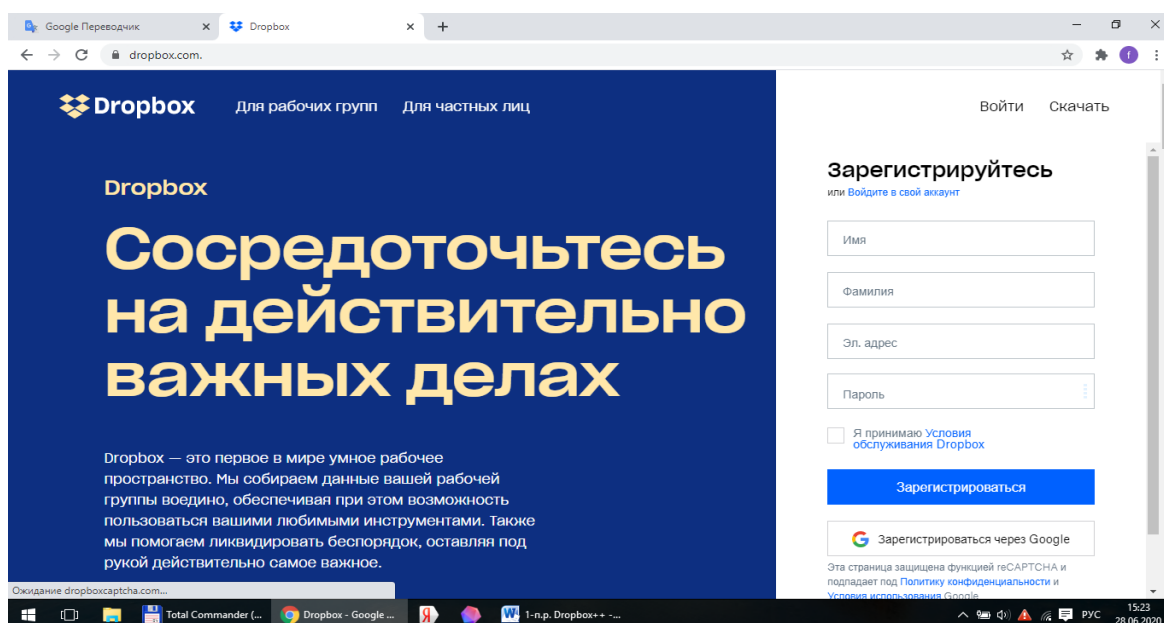 Google Переводчик
Dropbox
dropbox.com.
f
Dropbox
Для рабочих групп
Для частных лиц
Войти
Скачать
Dropbox
Сосредоточьтесь
на действительно
важных делах
Dropbox — это первое в мире умное рабочее
пространство. Мы собираем данные вашей рабочей
группы воедино, обеспечивая при этом возможность
пользоваться вашими любимыми инструментами. Также
мы помогаем ликвидировать беспорядок, оставляя под
рукой действительно самое важное.
Зарегистрируйтесь
или Войдите в свой аккаунт
Имя
Фамилия
Эл. адрес
Пароль
Я принимаю Условия
обслуживания Dropbox
Зарегистрироваться
Зарегистрироваться через Google
Эта страница защищена функцией reCAPTCHA и
подпадает под Политику конфиденциальности и
Условия использования Google.
Ожидание dropboxcaptcha.com...
Total Commander (...
Dropbox - Google ...
Я
1-п.р. Dropbox++ -...
РУС
15:23
28.06.2020